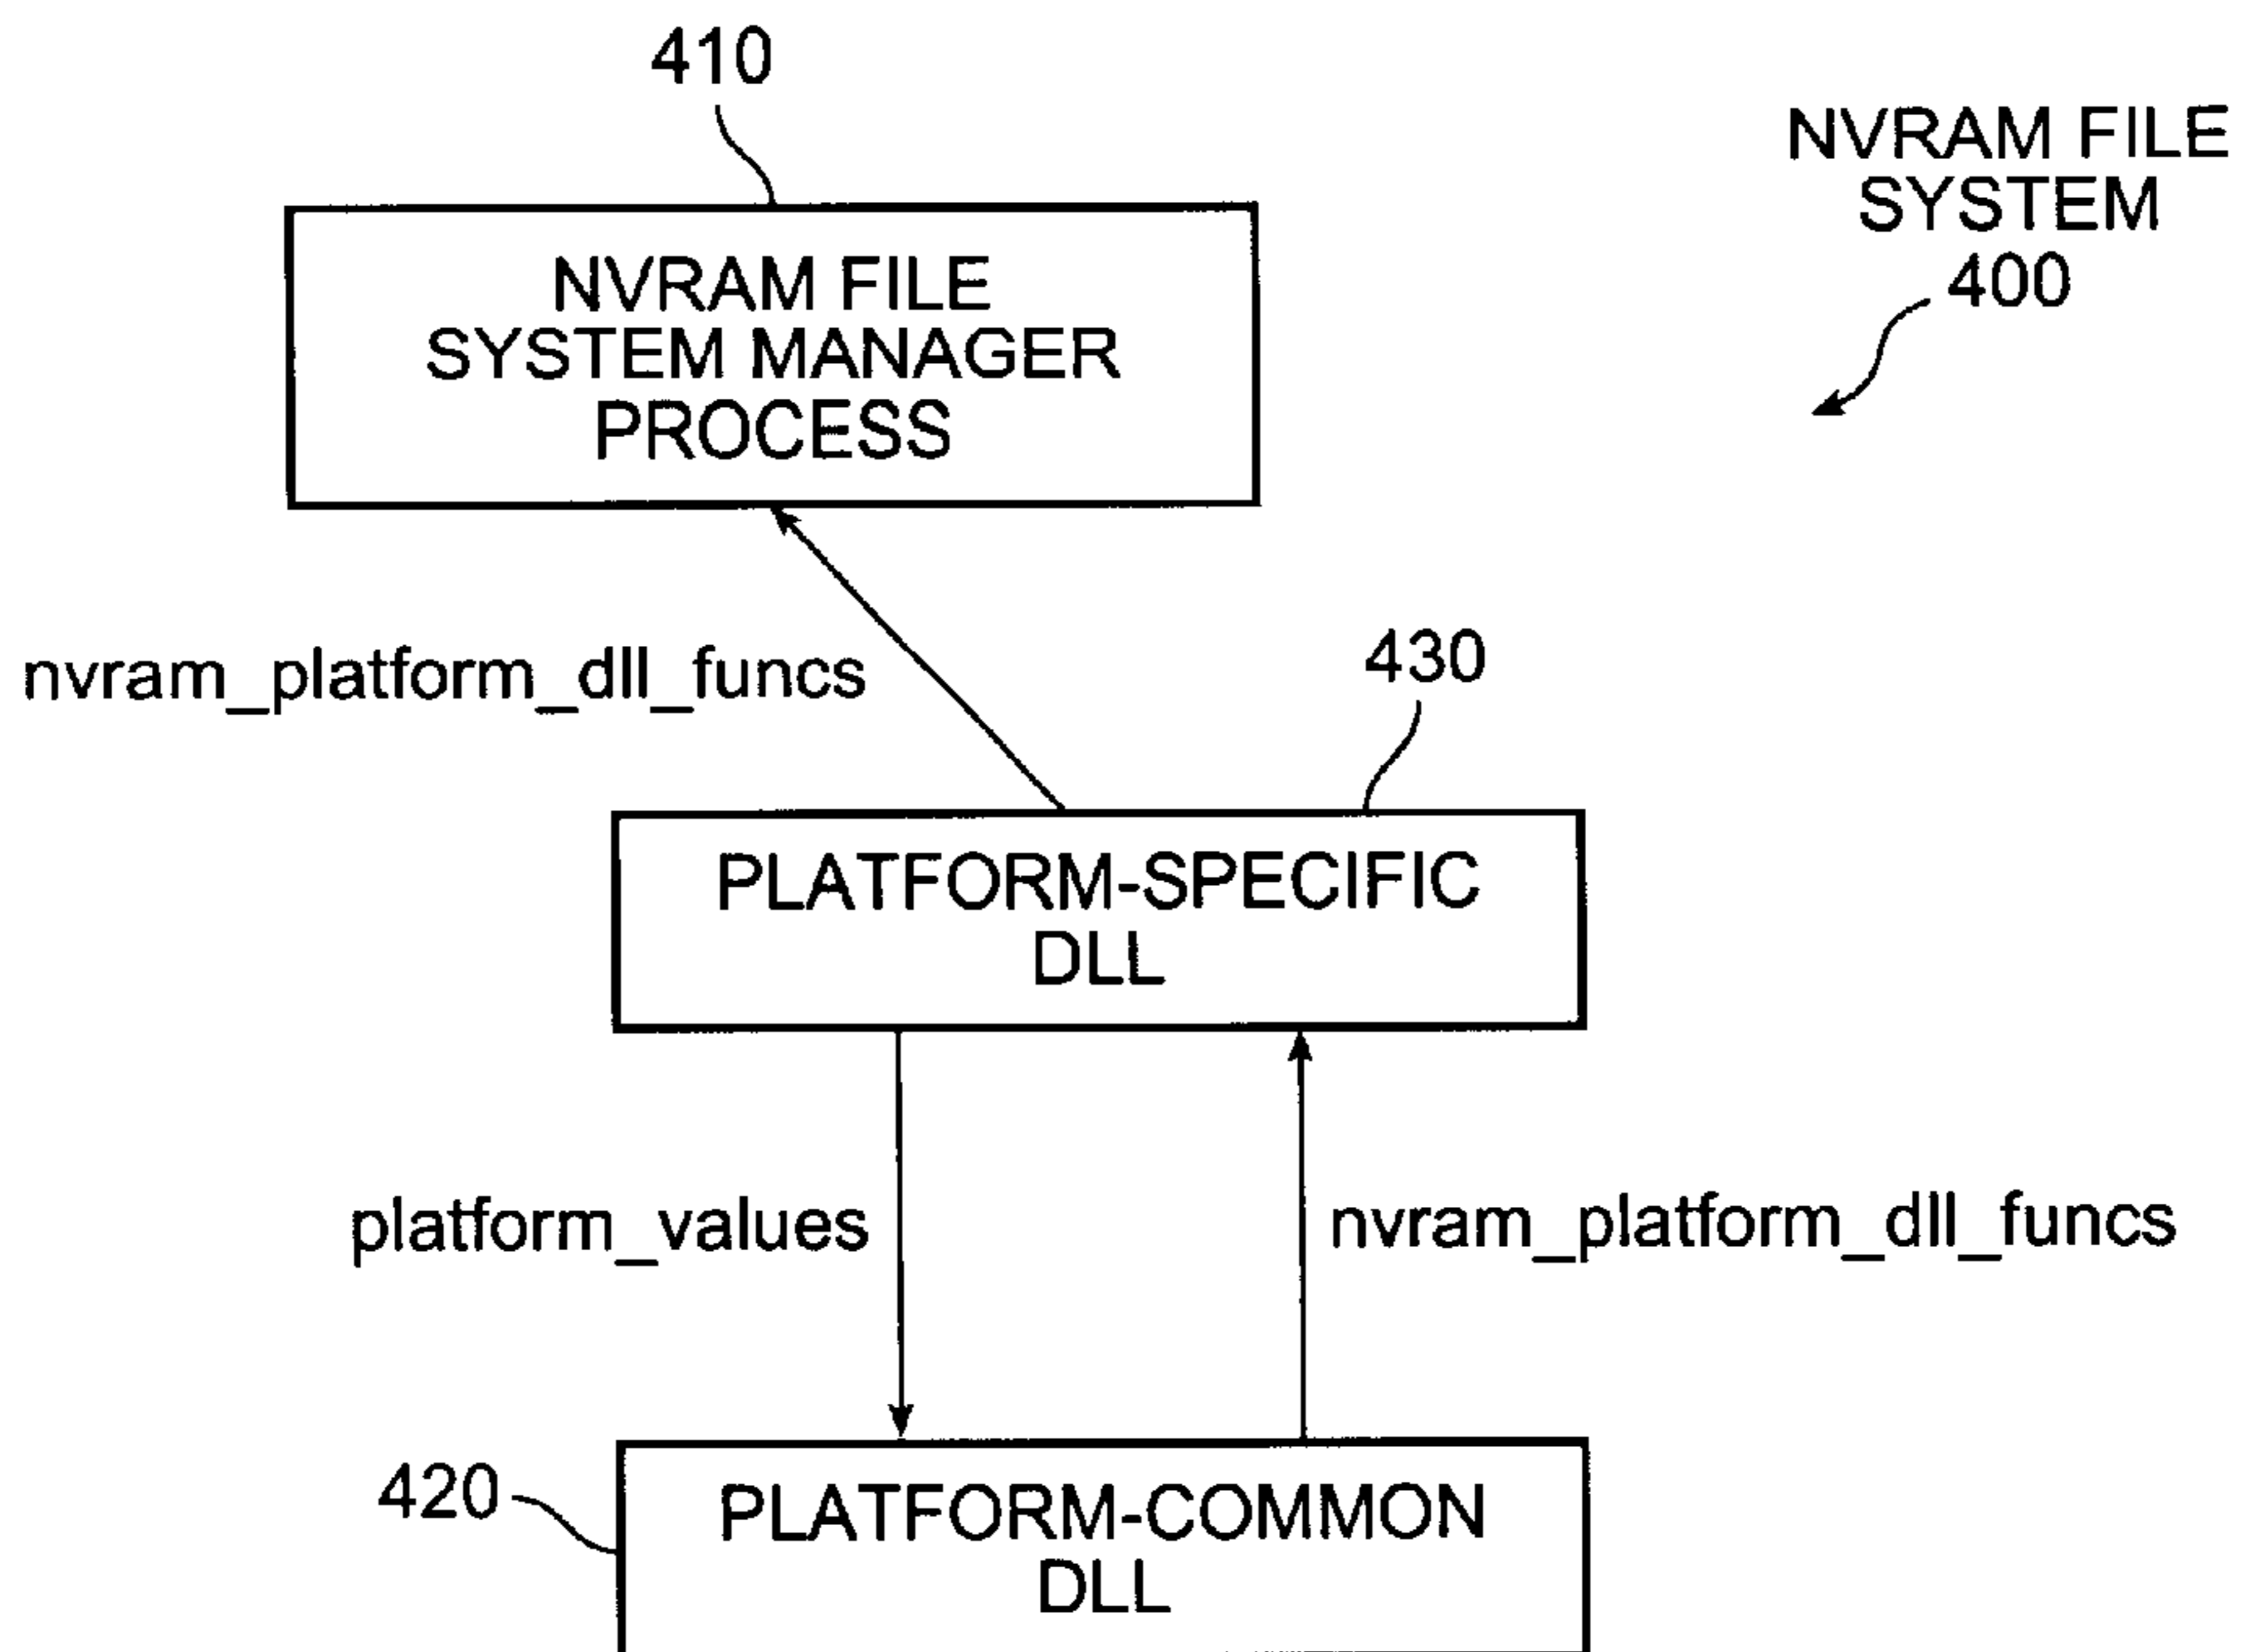 410
NVRAM FILE
SYSTEM
400
NVRAM FILE
SYSTEM MANAGER
PROCESS
nvram_platform_dll_funcs
430
PLATFORM-SPECIFIC
DLL
platform_values
nvram_platform_dll_funcs
420
PLATFORM-COMMON
DLL